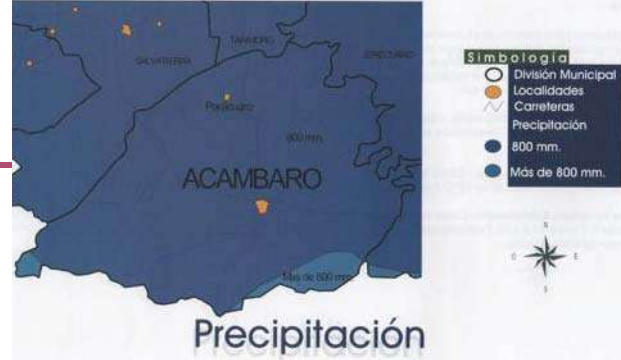 TARIMORO
SALVATIERRA
JERECUARO
Parácuaro
800 mm.
ACAMBARO
Más de 800 mm.
Precipitación
Simbología
División Municipal
Localidades
Carreteras
Precipitación
800 mm.
Más de 800 mm.
O
E
S